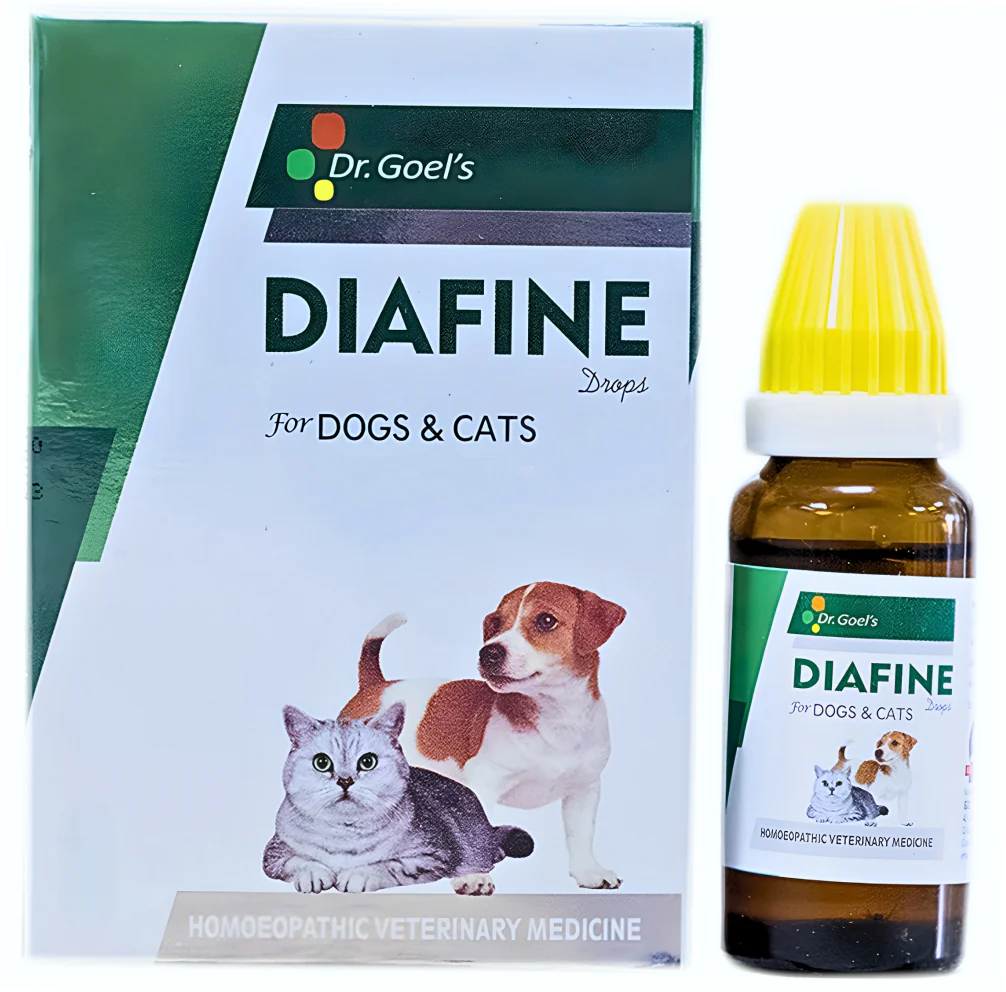 Dr. Goel's
DIAFINE
Drops
For DOGS & CATS
HOMOEOPATHIC VETERINARY MEDICINE
Dr. Goel's
DIAFINE
Drops
For DOGS & CATS
HOMOEOPATHIC VETERINARY MEDICINE